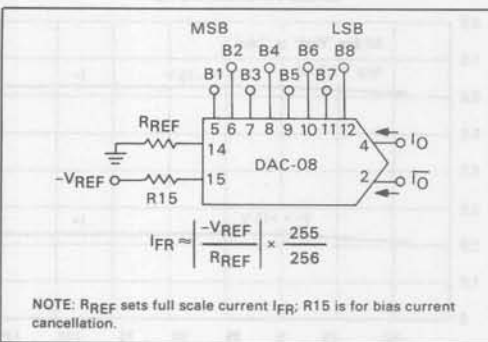 MSB LSB
B2 B4 B6 B8
B1 B3 B5 B7
RREF
5 6 7 8 9 10 11 12
14
4 IO
DAC-08
-VREF
15
2 IO
R15
IFR ≈ |-VREF / RREF| × 255 / 256
NOTE: RREF sets full scale current IFR; R15 is for bias current
cancellation.